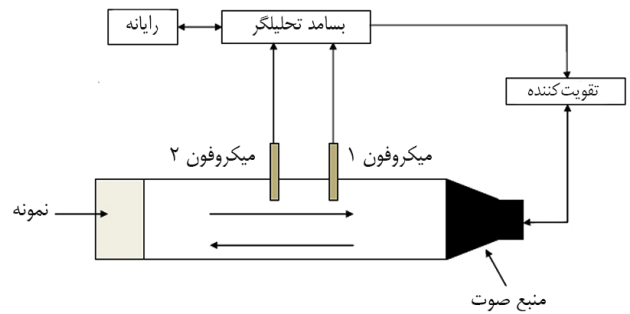 رایانه
بسامد تحلیلگر
تقویت‌کننده
میکروفون ۱
میکروفون ۲
نمونه
منبع صوت